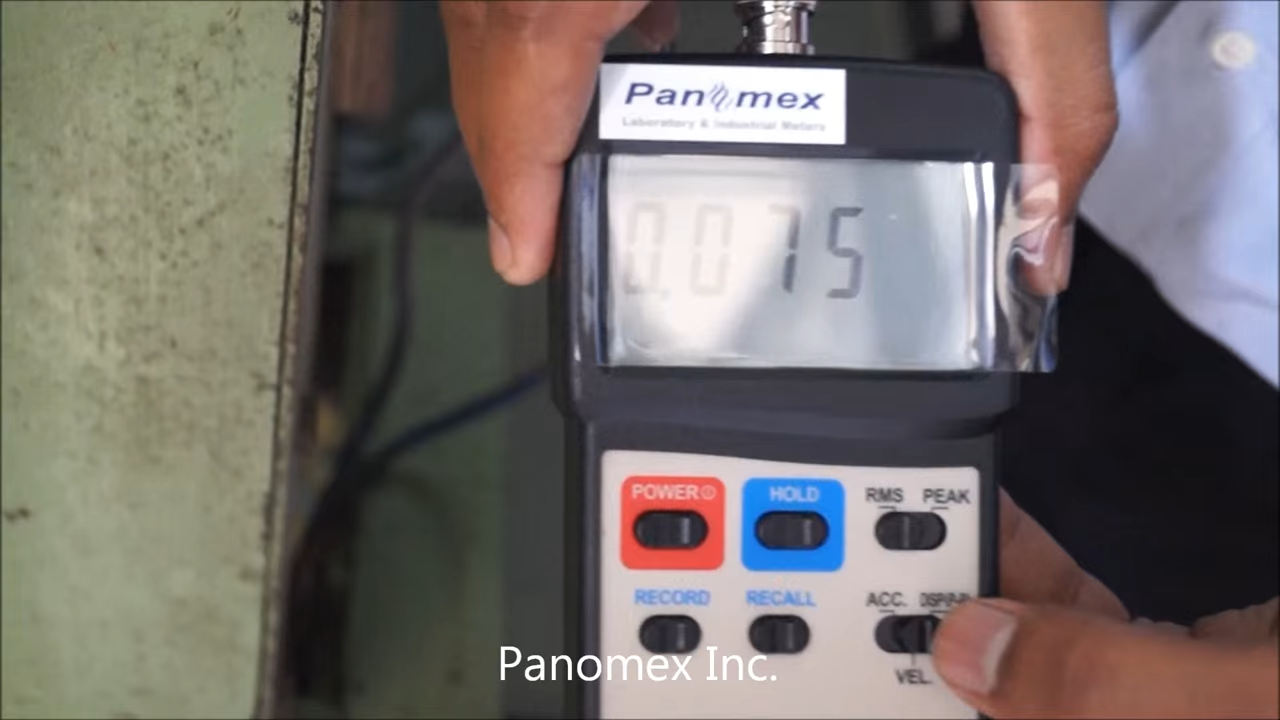 Panomex
Laboratory & Industrial Meters
0.075
POWER
HOLD
RMS PEAK
RECORD
RECALL
ACC.
VEL.
Panomex Inc.